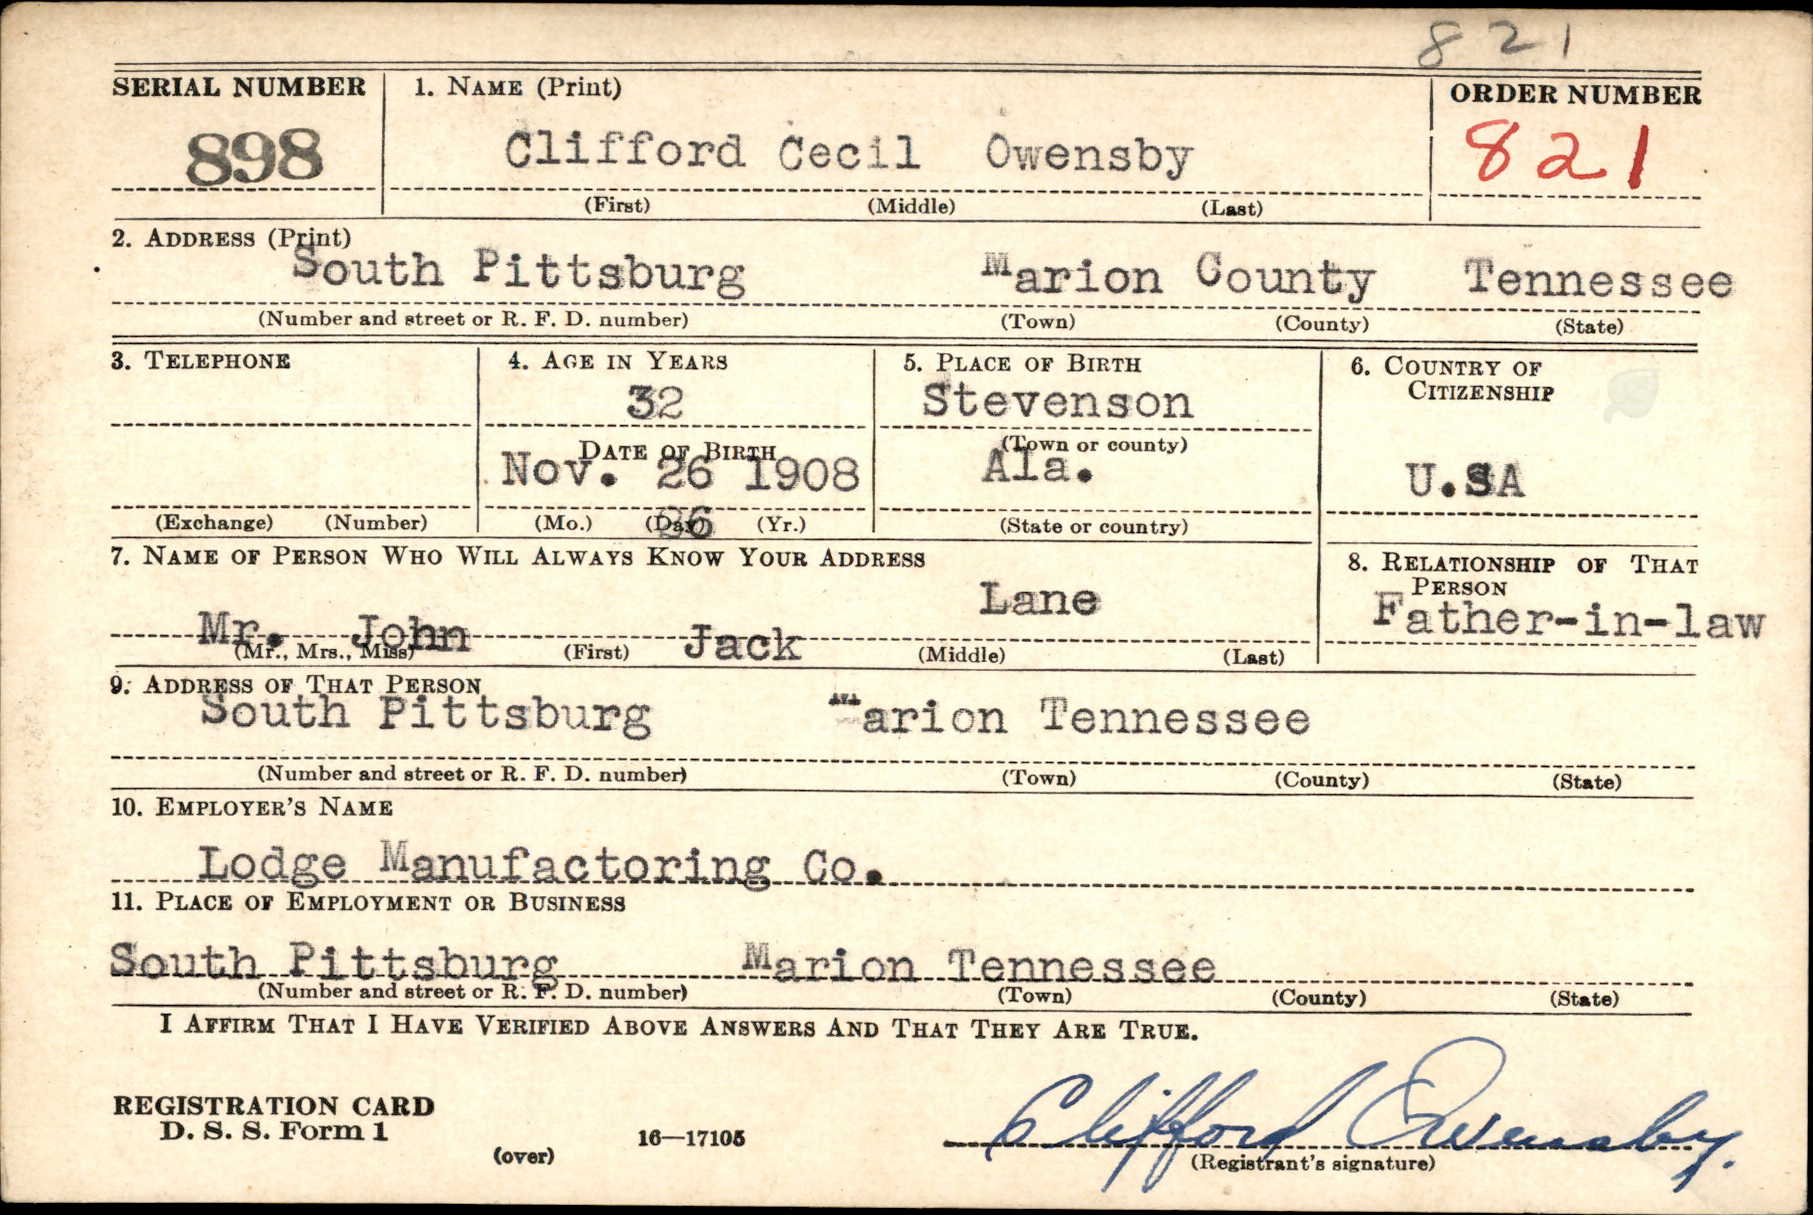 821
SERIAL NUMBER 1. NAME (Print) ORDER NUMBER
898 Clifford Cecil Owensby 821
(First) (Middle) (Last)
2. ADDRESS (Print)
South Pittsburg Marion County Tennessee
(Number and street or R. F. D. number) (Town) (County) (State)
3. TELEPHONE 4. AGE IN YEARS 5. PLACE OF BIRTH 6. COUNTRY OF
CITIZENSHIP
32 Stevenson
DATE OF BIRTH (Town or county)
Nov. 26 1908 Ala. U.SA
26
(Exchange) (Number) (Mo.) (Day) (Yr.) (State or country)
7. NAME OF PERSON WHO WILL ALWAYS KNOW YOUR ADDRESS 8. RELATIONSHIP OF THAT
PERSON
Lane Father-in-law
Mr. John Jack
(Mr., Mrs., Miss) (First) (Middle) (Last)
9. ADDRESS OF THAT PERSON
South Pittsburg Marion Tennessee
(Number and street or R. F. D. number) (Town) (County) (State)
10. EMPLOYER'S NAME
Lodge Manufactoring Co.
11. PLACE OF EMPLOYMENT OR BUSINESS
South Pittsburg Marion Tennessee
(Number and street or R. F. D. number) (Town) (County) (State)
I AFFIRM THAT I HAVE VERIFIED ABOVE ANSWERS AND THAT THEY ARE TRUE.
REGISTRATION CARD
D. S. S. Form 1
(over) 16—17105 Clifford Owensby.
(Registrant's signature)